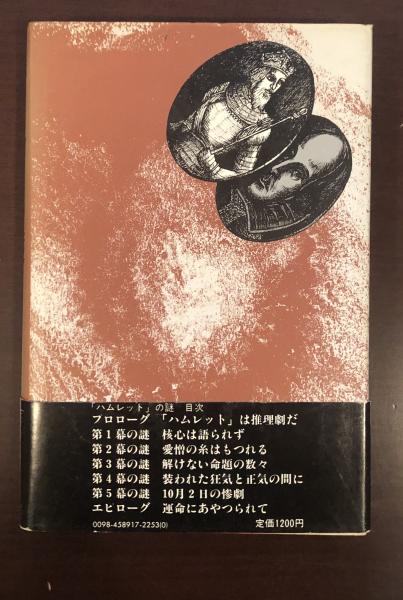 「ハムレット」の謎　目次
プロローグ　「ハムレット」は推理劇だ
第1幕の謎　核心は語られず
第2幕の謎　愛憎の糸はもつれる
第3幕の謎　解けない命題の数々
第4幕の謎　装われた狂気と正気の間に
第5幕の謎　10月2日の惨劇
エピローグ　運命にあやつられて
0098-458917-2253(0)　定価1200円